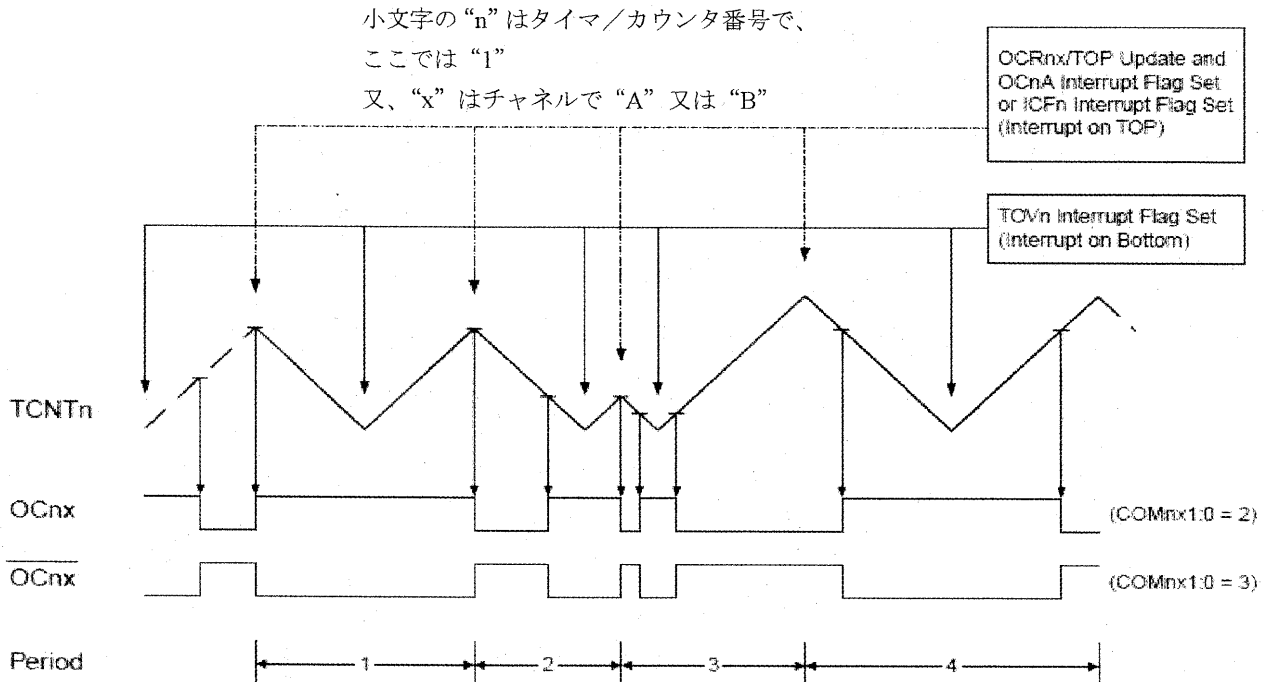 小文字の “n” はタイマ／カウンタ番号で、
ここでは “1”
又、“x” はチャネルで “A” 又は “B”
OCRnx/TOP Update and
OCnA Interrupt Flag Set
or ICFn Interrupt Flag Set
(Interrupt on TOP)
TOVn Interrupt Flag Set
(Interrupt on Bottom)
TCNTn
OCnx
(COMnx1:0 = 2)
OCnx
(COMnx1:0 = 3)
Period
1
2
3
4